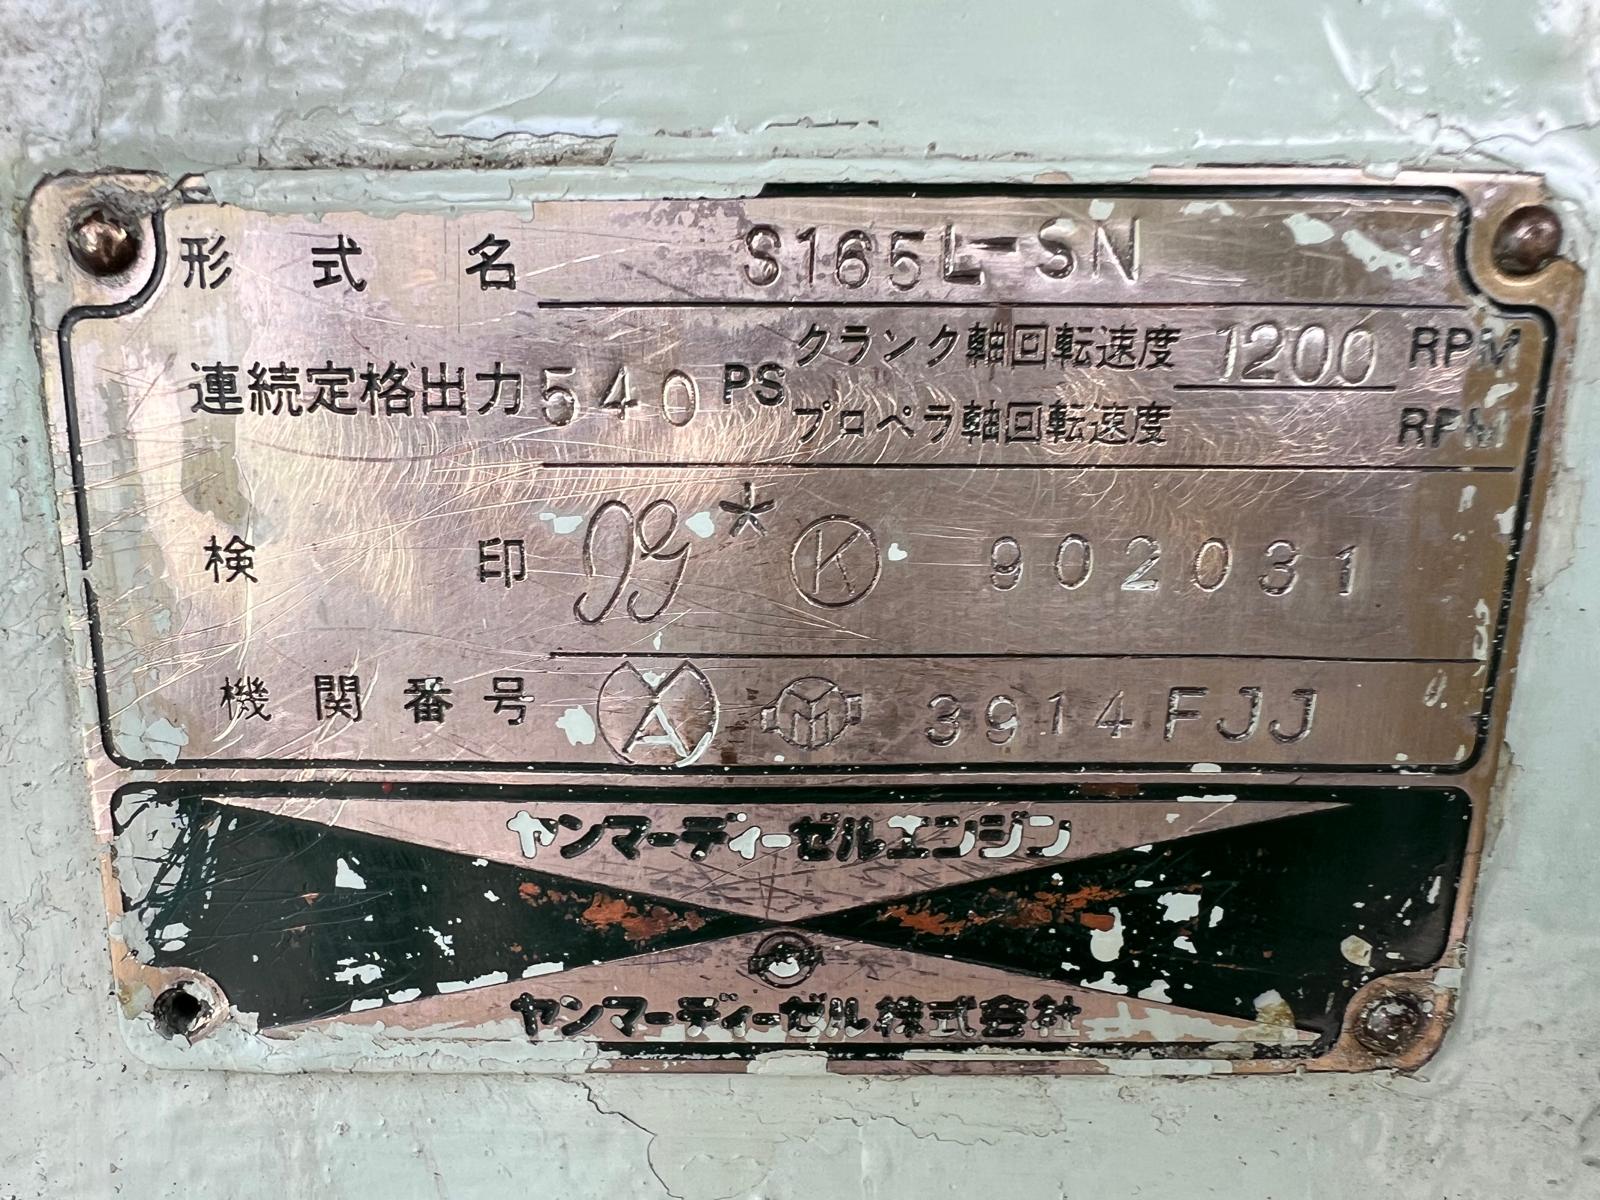 形式名 S165L-SN
連続定格出力 540 PS クランク軸回転速度 1200 RPM
プロペラ軸回転速度 RPM
検印 JG * K 902031
機関番号 YA YM 3914FJJ
ヤンマーディーゼルエンジン
ヤンマーディーゼル株式会社